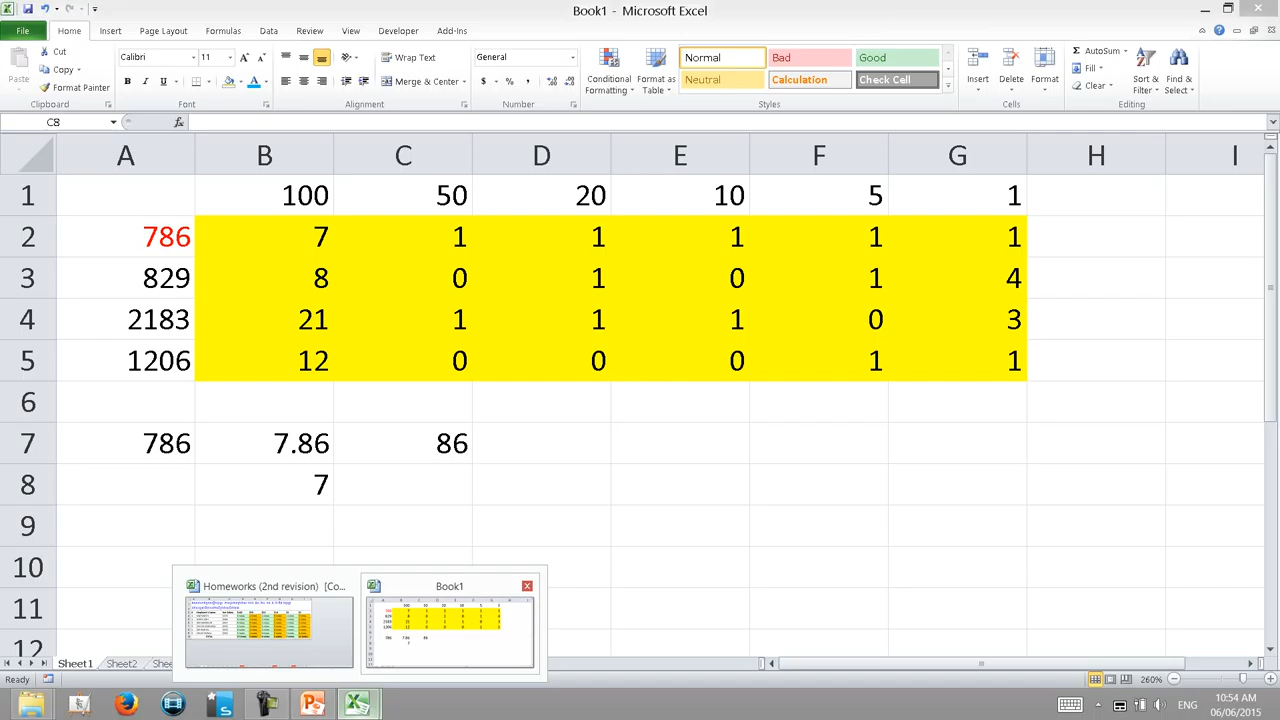 Book1 - Microsoft Excel
File Home Insert Page Layout Formulas Data Review View Developer Add-Ins
Paste
Cut
Copy
Format Painter
Clipboard
Calibri 11
B I U
Font
Wrap Text
Merge & Center
Alignment
General
$ % ,
Number
Conditional Formatting
Format as Table
Normal Bad Good
Neutral Calculation Check Cell
Styles
Insert Delete Format
Cells
AutoSum
Fill
Clear
Sort & Filter
Find & Select
Editing
C8 fx
A B C D E F G H I
1 100 50 20 10 5 1
2 786 7 1 1 1 1 1
3 829 8 0 1 0 1 4
4 2183 21 1 1 1 0 3
5 1206 12 0 0 0 1 1
6
7 786 7.86 86
8 7
9
10
11
12
Homeworks (2nd revision) [Co...
Book1
Sheet1 Sheet2 She
Ready 260%
ENG
10:54 AM
06/06/2015